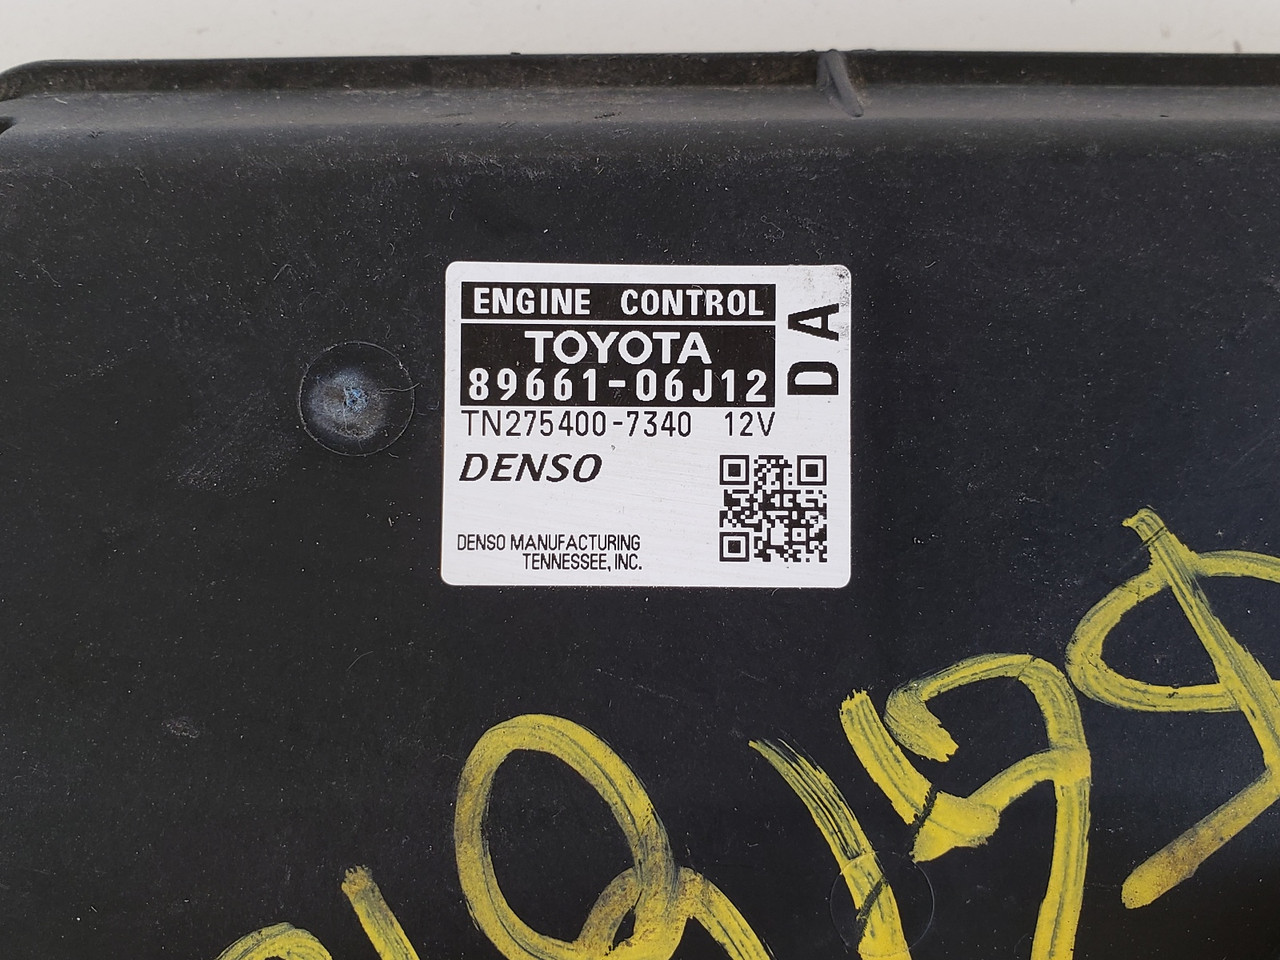 ENGINE CONTROL
TOYOTA
89661-06J12
DA
TN275400-7340 12V
DENSO
DENSO MANUFACTURING
TENNESSEE, INC.